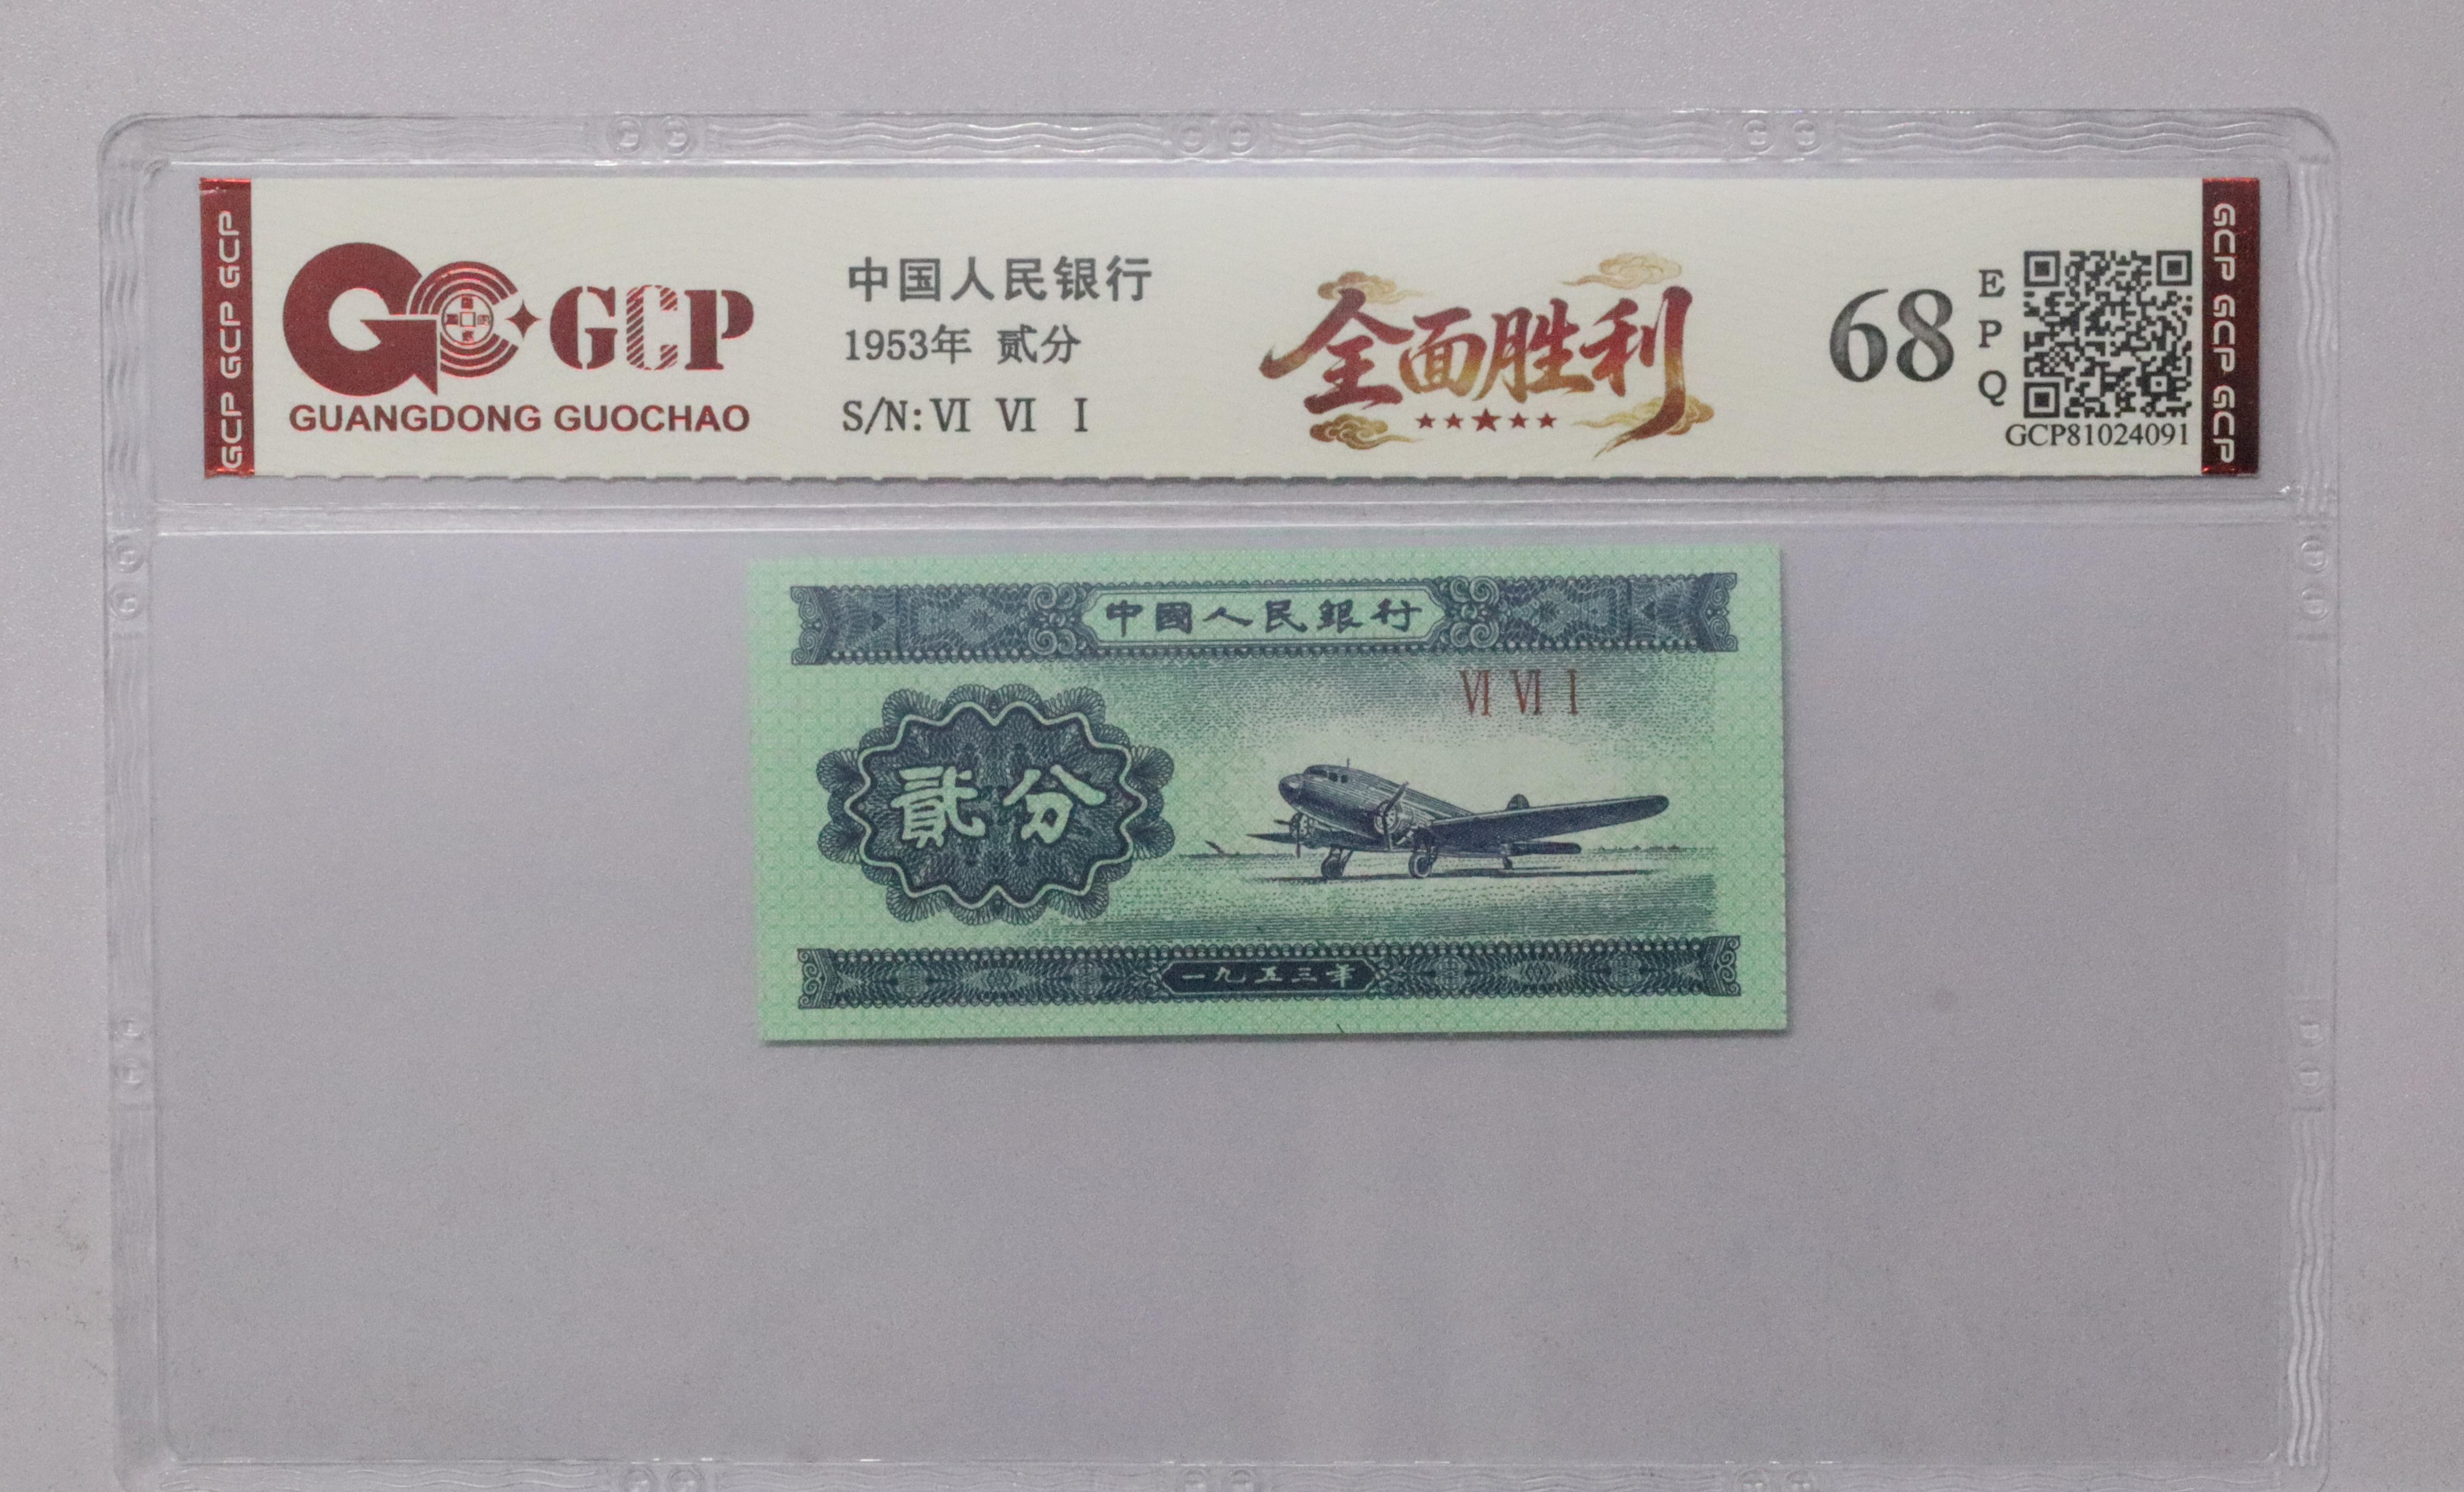 GCP GCP GCP
GCP
GUANGDONG GUOCHAO
中国人民银行
1953年 贰分
S/N: VI VI I
全面胜利
★★★★★
68
E
P
Q
GCP81024091
GCP GCP GCP
中國人民銀行
VI VI I
貳分
一九五三年